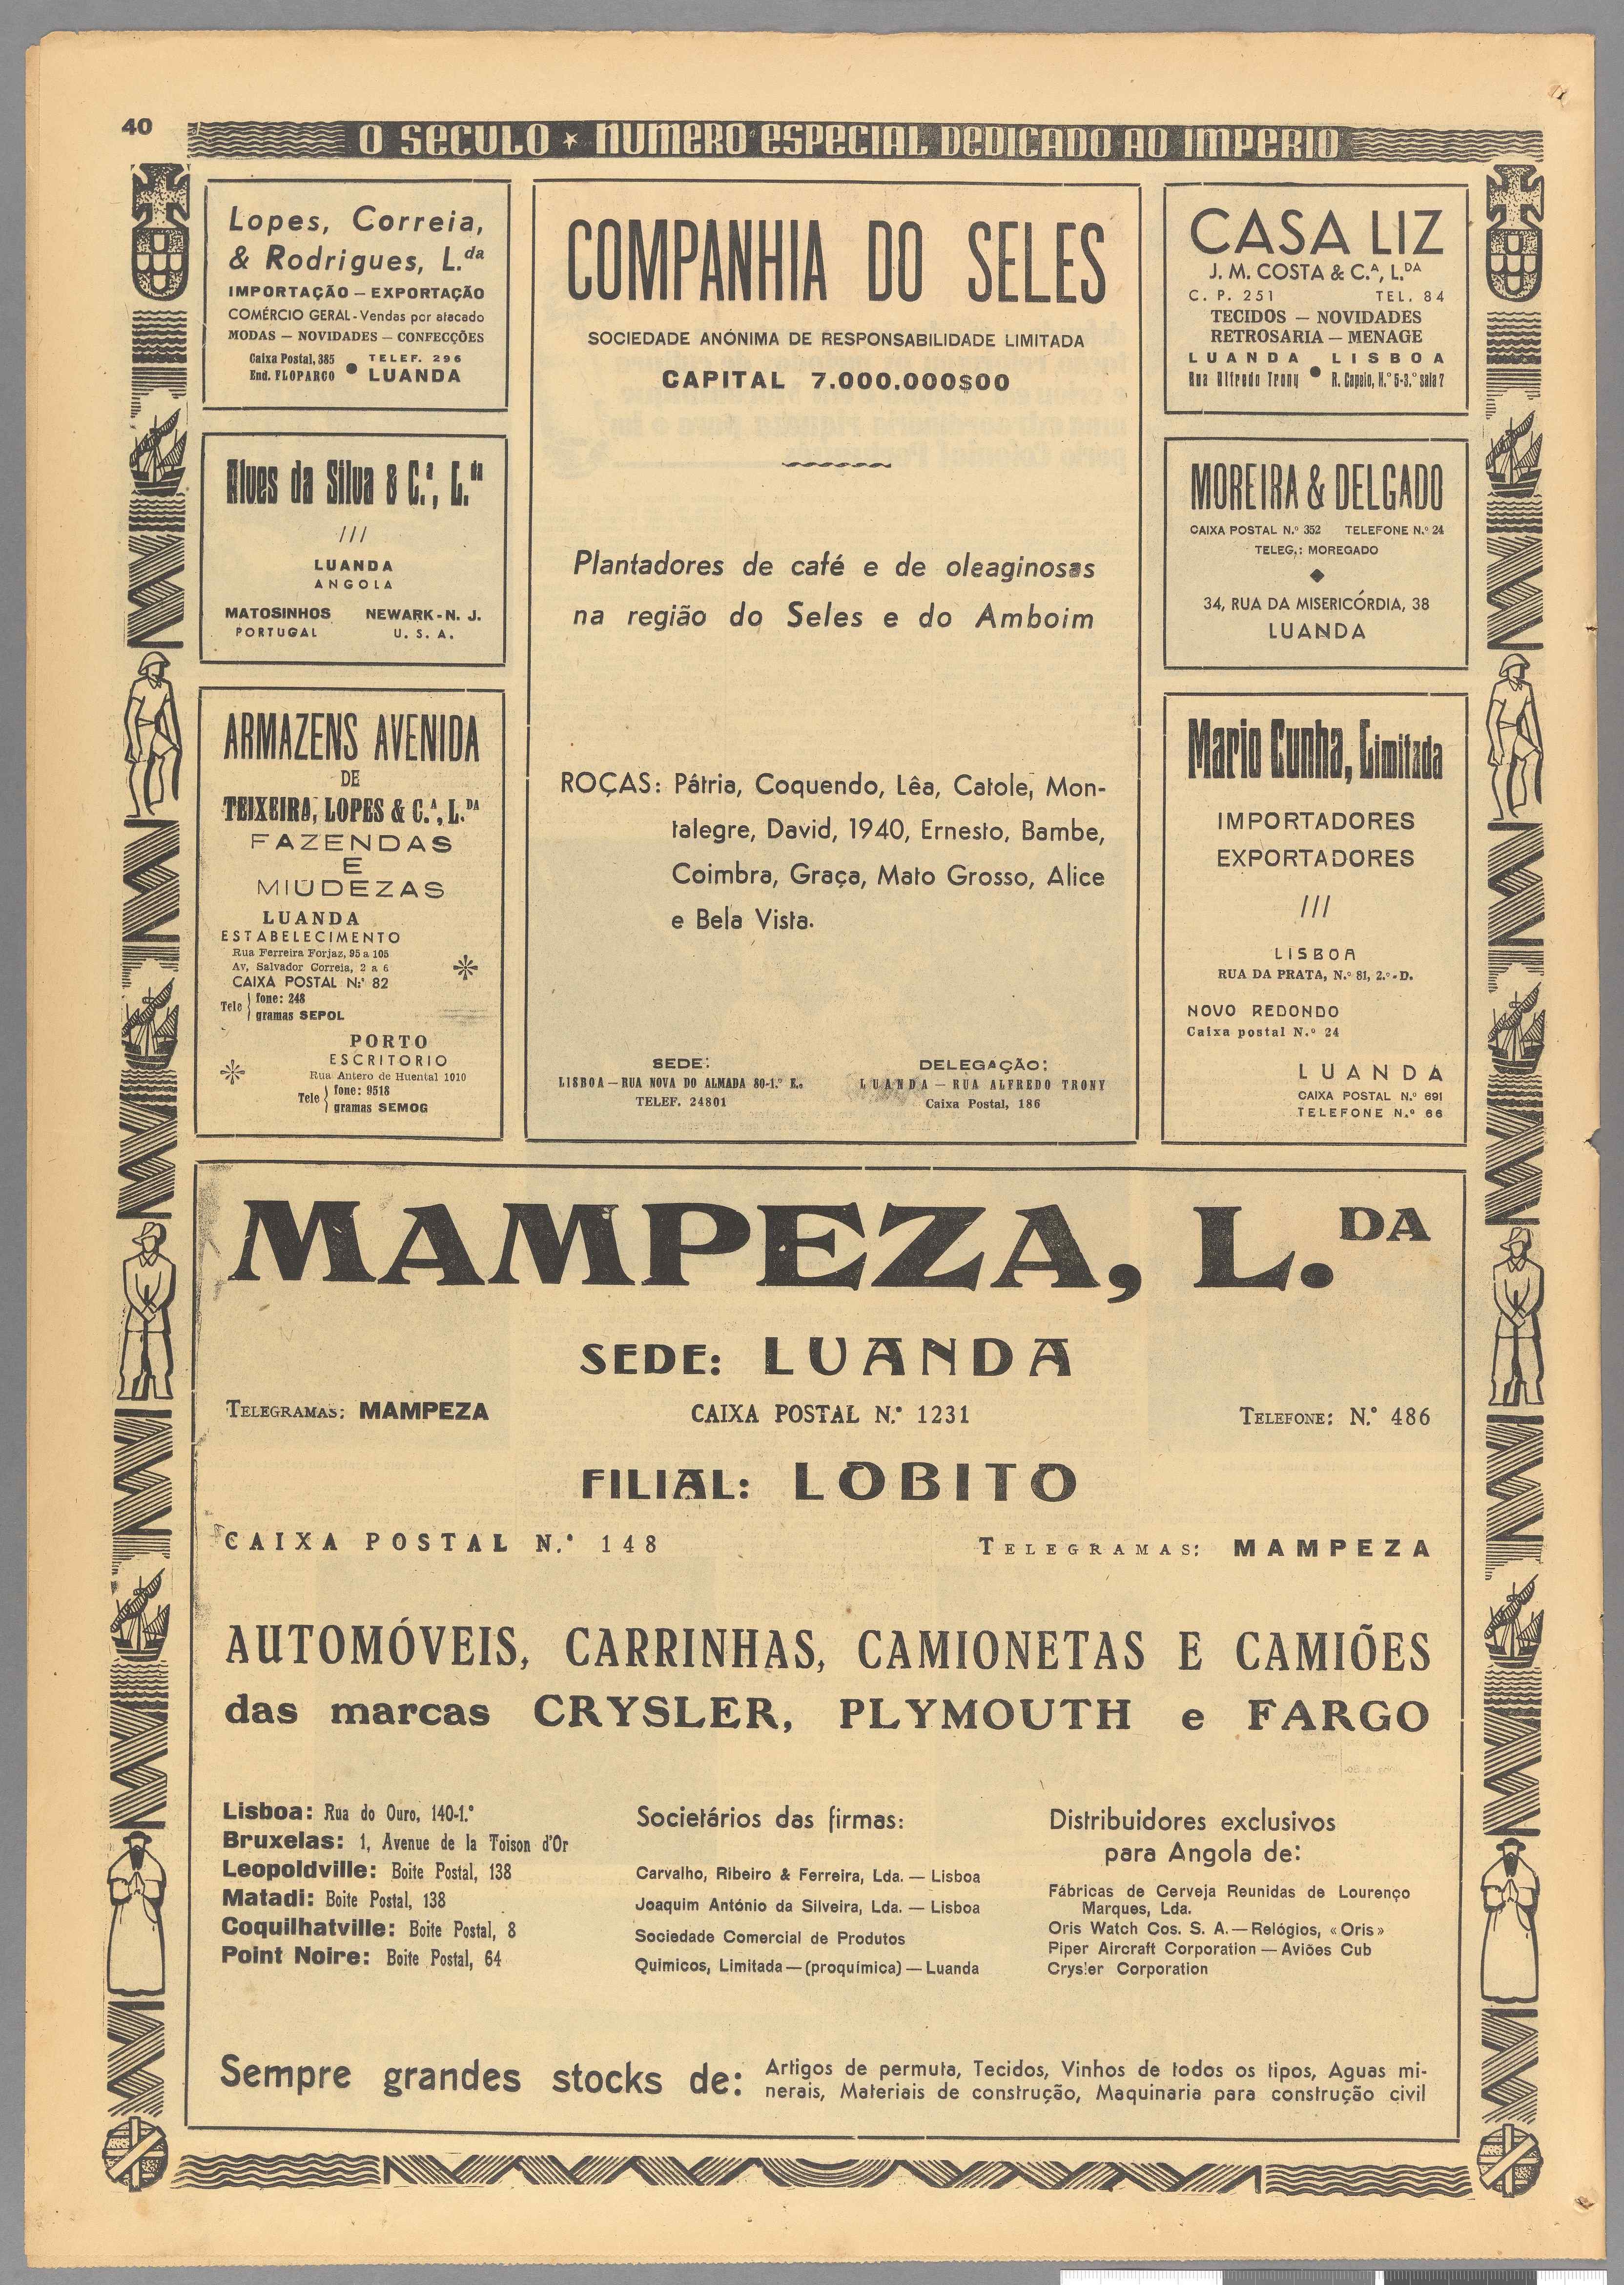 40
O SECULO ★ NUMERO ESPECIAL DEDICADO AO IMPERIO
Lopes, Correia,
& Rodrigues, L.da
IMPORTAÇÃO — EXPORTAÇÃO
COMÉRCIO GERAL - Vendas por atacado
MODAS — NOVIDADES — CONFECÇÕES
Caixa Postal, 385 ● TELEF. 296
End. FLOPARCO LUANDA
Alves da Silva & C.ª, L.da
///
LUANDA
ANGOLA
MATOSINHOS NEWARK - N. J.
PORTUGAL U. S. A.
ARMAZENS AVENIDA
DE
TEIXEIRA, LOPES & C.ª, L.DA
FAZENDAS
E
MIUDEZAS
LUANDA
ESTABELECIMENTO
Rua Ferreira Forjaz, 95 a 105
Av. Salvador Correia, 2 a 6
CAIXA POSTAL N.º 82
Tele { fone: 248
gramas SEPOL
PORTO
ESCRITORIO
Rua Antero de Huental 1010
Tele { fone: 9518
gramas SEMOG
COMPANHIA DO SELES
SOCIEDADE ANÓNIMA DE RESPONSABILIDADE LIMITADA
CAPITAL 7.000.000$00
Plantadores de café e de oleaginosas
na região do Seles e do Amboim
ROÇAS: Pátria, Coquendo, Lêa, Catole, Mon-
talegre, David, 1940, Ernesto, Bambe,
Coimbra, Graça, Mato Grosso, Alice
e Bela Vista.
SEDE:
LISBOA — RUA NOVA DO ALMADA 80-1.º E.
TELEF. 24801
DELEGAÇÃO:
LUANDA — RUA ALFREDO TRONY
Caixa Postal, 186
CASA LIZ
J. M. COSTA & C.ª, L.DA
C. P. 251 TEL. 84
TECIDOS — NOVIDADES
RETROSARIA — MENAGE
LUANDA ● LISBOA
Rua Alfredo Trony R. Capelo, N.º 5-3.º sala 7
MOREIRA & DELGADO
CAIXA POSTAL N.º 352 TELEFONE N.º 24
TELEG.: MOREGADO
◆
34, RUA DA MISERICÓRDIA, 38
LUANDA
Mario Cunha, Limitada
IMPORTADORES
EXPORTADORES
///
LISBOA
RUA DA PRATA, N.º 81, 2.º - D.
NOVO REDONDO
Caixa postal N.º 24
LUANDA
CAIXA POSTAL N.º 691
TELEFONE N.º 66
MAMPEZA, L.DA
SEDE: LUANDA
TELEGRAMAS: MAMPEZA CAIXA POSTAL N.º 1231 TELEFONE: N.º 486
FILIAL: LOBITO
CAIXA POSTAL N.º 148 TELEGRAMAS: MAMPEZA
AUTOMÓVEIS, CARRINHAS, CAMIONETAS E CAMIÕES
das marcas CRYSLER, PLYMOUTH e FARGO
Lisboa: Rua do Ouro, 140-1.º
Bruxelas: 1, Avenue de la Toison d'Or
Leopoldville: Boite Postal, 138
Matadi: Boite Postal, 138
Coquilhatville: Boite Postal, 8
Point Noire: Boite Postal, 64
Societários das firmas:
Carvalho, Ribeiro & Ferreira, Lda. — Lisboa
Joaquim António da Silveira, Lda. — Lisboa
Sociedade Comercial de Produtos
Quimicos, Limitada — (proquímica) — Luanda
Distribuidores exclusivos
para Angola de:
Fábricas de Cerveja Reunidas de Lourenço
Marques, Lda.
Oris Watch Cos. S. A. — Relógios, «Oris»
Piper Aircraft Corporation — Aviões Cub
Crysler Corporation
Sempre grandes stocks de: Artigos de permuta, Tecidos, Vinhos de todos os tipos, Aguas mi-
nerais, Materiais de construção, Maquinaria para construção civil